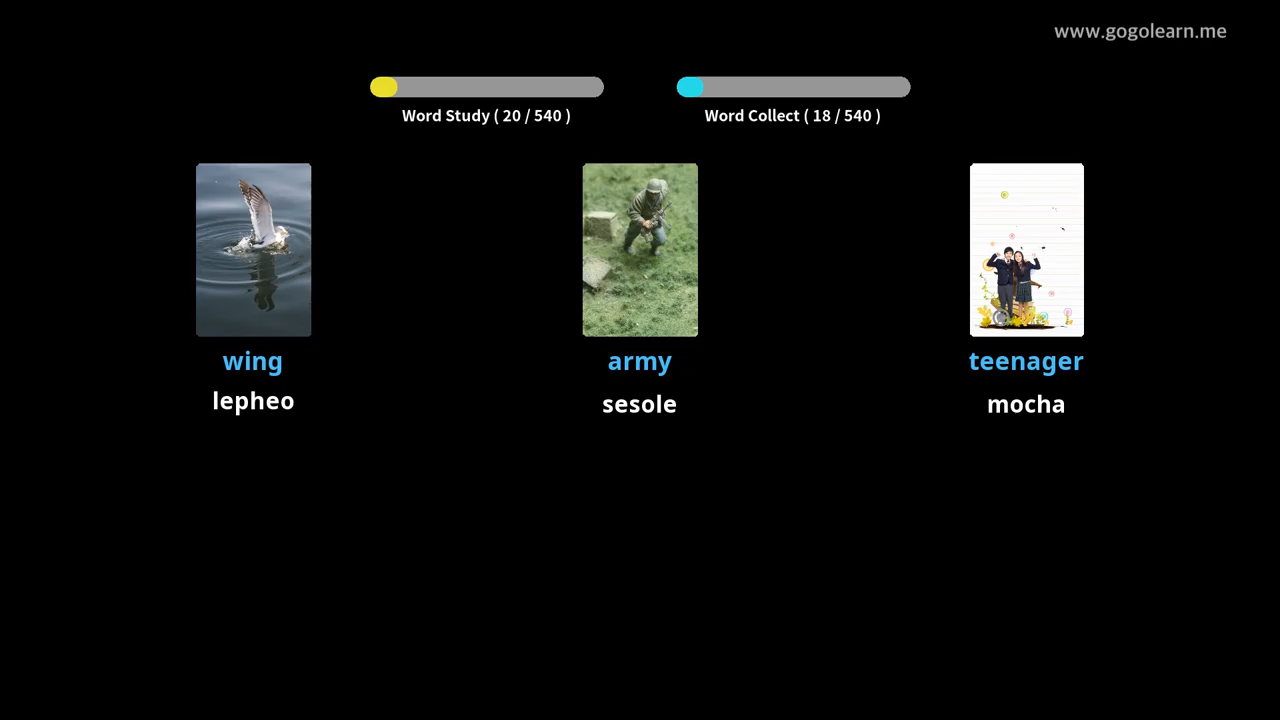 www.gogolearn.me
Word Study ( 20 / 540 )
Word Collect ( 18 / 540 )
wing
lepheo
army
sesole
teenager
mocha